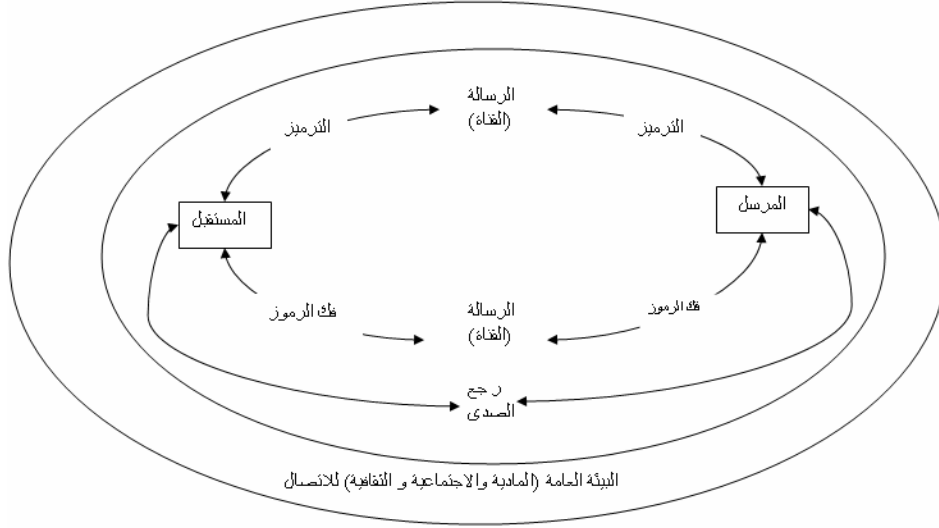 الرسالة
(القناة)
الترميز
الترميز
المرسل
المستقبل
فك الرموز
الرسالة
(القناة)
فك الرموز
رجع
الصدى
البيئة العامة (المادية والاجتماعية و الثقافية) للاتصال